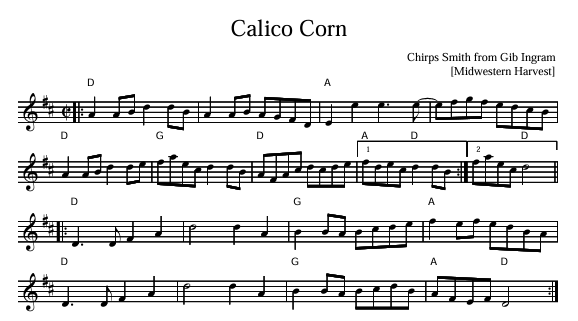 Calico Corn
Chirps Smith from Gib Ingram
[Midwestern Harvest]
D A
D G D A D D
1 2
D G A
D G A D